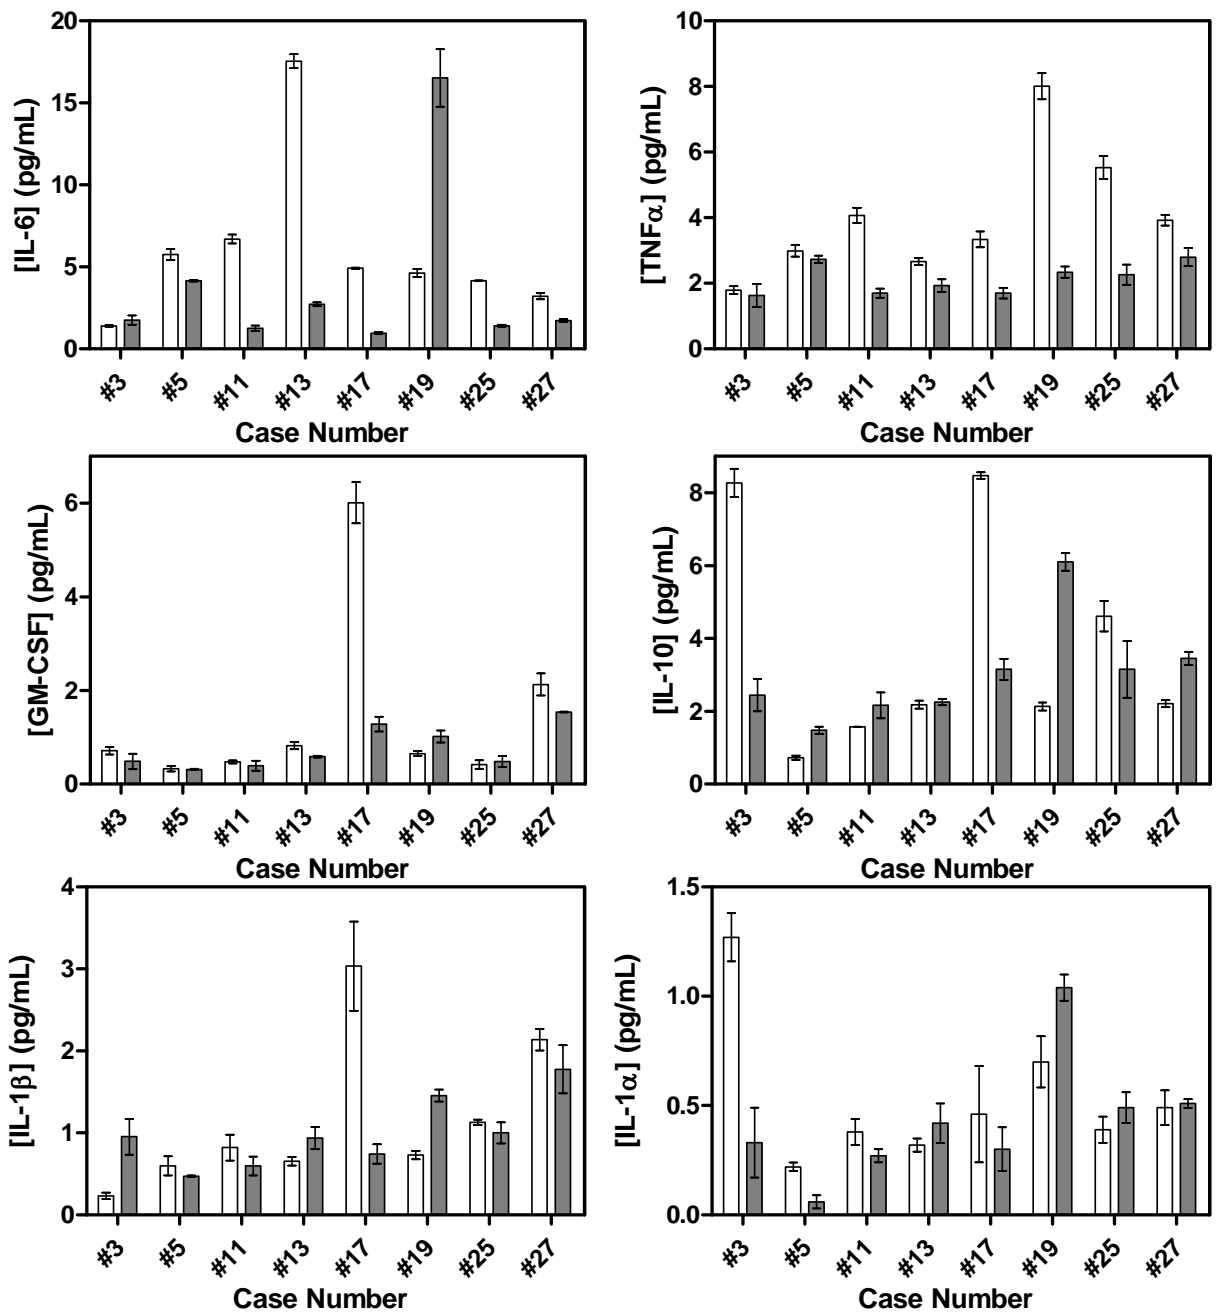 [IL-6] (pg/mL)
20
15
10
5
0
#3 #5 #11 #13 #17 #19 #25 #27
Case Number
[TNFα] (pg/mL)
10
8
6
4
2
0
#3 #5 #11 #13 #17 #19 #25 #27
Case Number
[GM-CSF] (pg/mL)
6
4
2
0
#3 #5 #11 #13 #17 #19 #25 #27
Case Number
[IL-10] (pg/mL)
8
6
4
2
0
#3 #5 #11 #13 #17 #19 #25 #27
Case Number
[IL-1β] (pg/mL)
4
3
2
1
0
#3 #5 #11 #13 #17 #19 #25 #27
Case Number
[IL-1α] (pg/mL)
1.5
1.0
0.5
0.0
#3 #5 #11 #13 #17 #19 #25 #27
Case Number